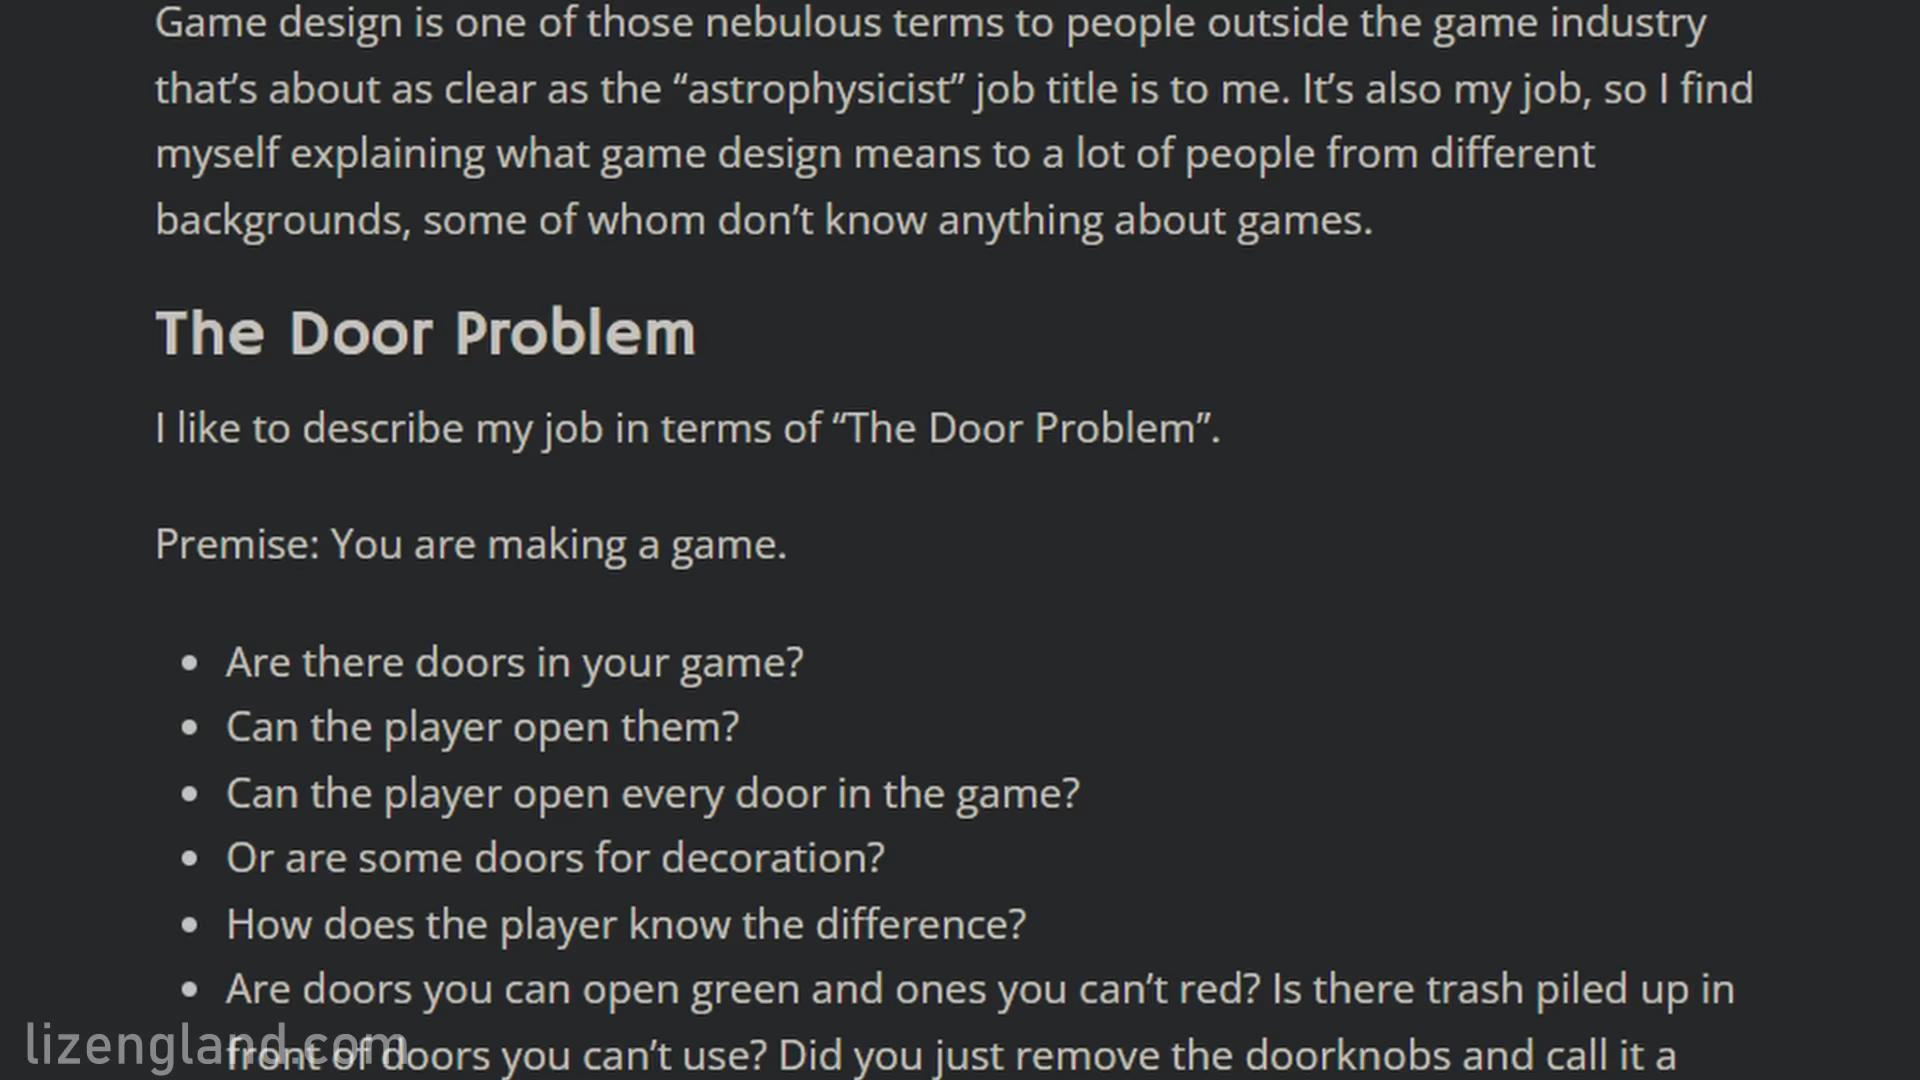 Game design is one of those nebulous terms to people outside the game industry
that’s about as clear as the “astrophysicist” job title is to me. It’s also my job, so I find
myself explaining what game design means to a lot of people from different
backgrounds, some of whom don’t know anything about games.
The Door Problem
I like to describe my job in terms of “The Door Problem”.
Premise: You are making a game.
• Are there doors in your game?
• Can the player open them?
• Can the player open every door in the game?
• Or are some doors for decoration?
• How does the player know the difference?
• Are doors you can open green and ones you can’t red? Is there trash piled up in
front of doors you can’t use? Did you just remove the doorknobs and call it a
lizengland.com